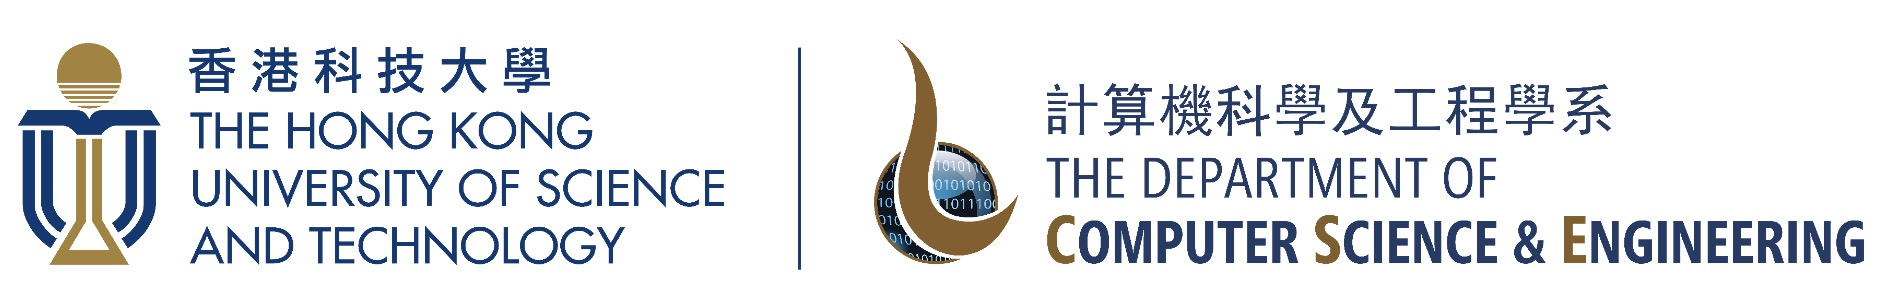 香港科技大學
THE HONG KONG
UNIVERSITY OF SCIENCE
AND TECHNOLOGY
計算機科學及工程學系
THE DEPARTMENT OF
COMPUTER SCIENCE & ENGINEERING